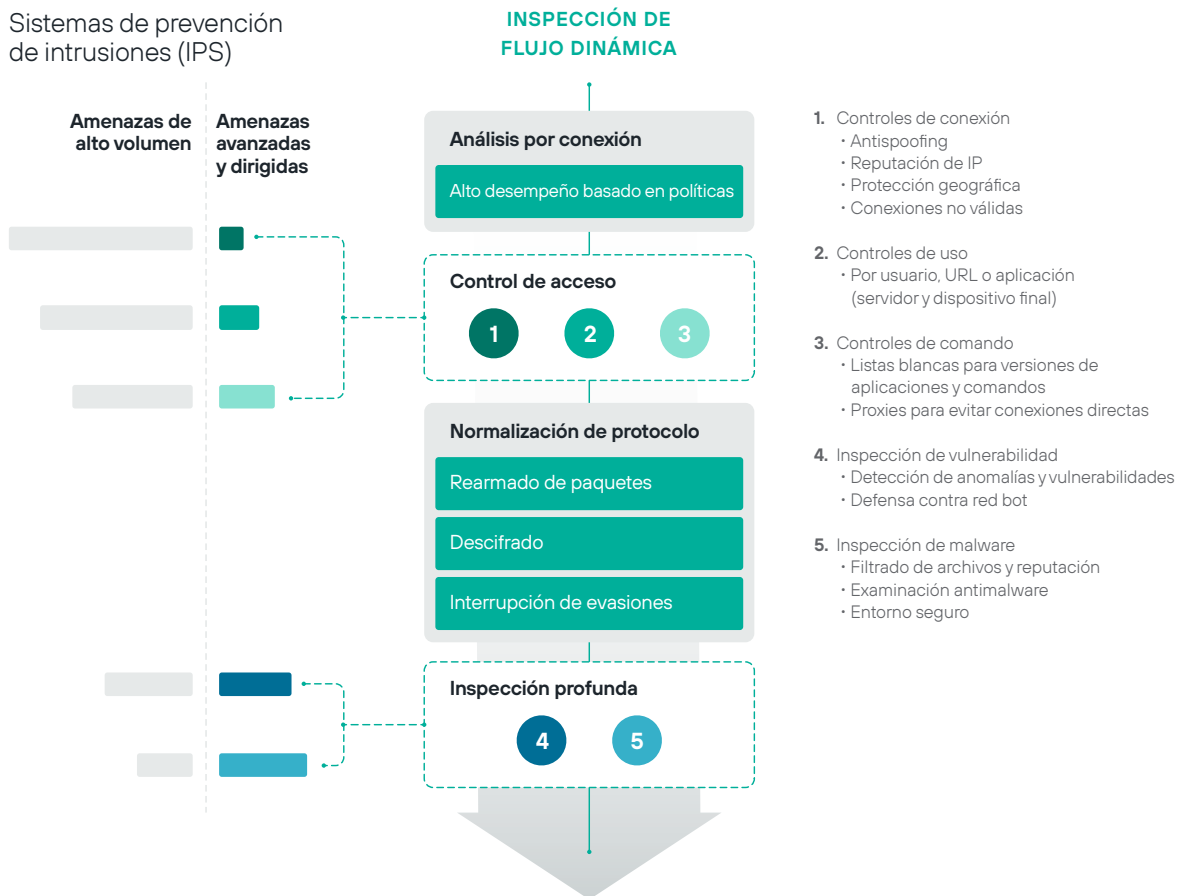 Sistemas de prevención
de intrusiones (IPS)
INSPECCIÓN DE
FLUJO DINÁMICA
Amenazas de
alto volumen
Amenazas
avanzadas
y dirigidas
Análisis por conexión
Alto desempeño basado en políticas
Control de acceso
1
2
3
Normalización de protocolo
Rearmado de paquetes
Descifrado
Interrupción de evasiones
Inspección profunda
4
5
1. Controles de conexión
· Antispoofing
· Reputación de IP
· Protección geográfica
· Conexiones no válidas
2. Controles de uso
· Por usuario, URL o aplicación
(servidor y dispositivo final)
3. Controles de comando
· Listas blancas para versiones de
aplicaciones y comandos
· Proxies para evitar conexiones directas
4. Inspección de vulnerabilidad
· Detección de anomalías y vulnerabilidades
· Defensa contra red bot
5. Inspección de malware
· Filtrado de archivos y reputación
· Examinación antimalware
· Entorno seguro